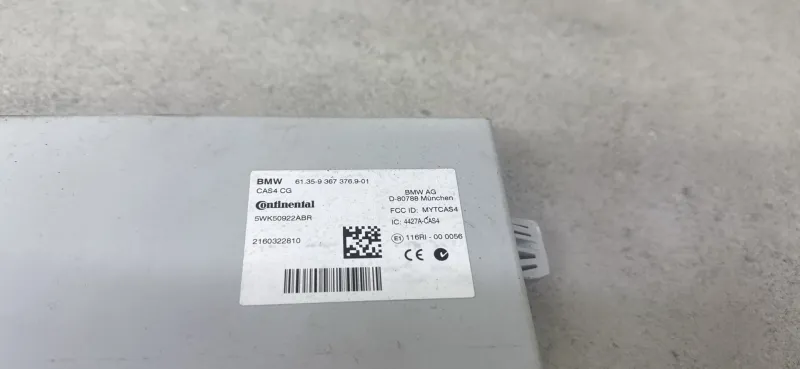 BMW 61.35-9 367 376.9-01
CAS4 CG
Continental
5WK50922ABR
2160322810
BMW AG
D-80788 München
FCC ID: MYTCAS4
IC: 4427A-CAS4
E1 116RI - 00 0056
CE